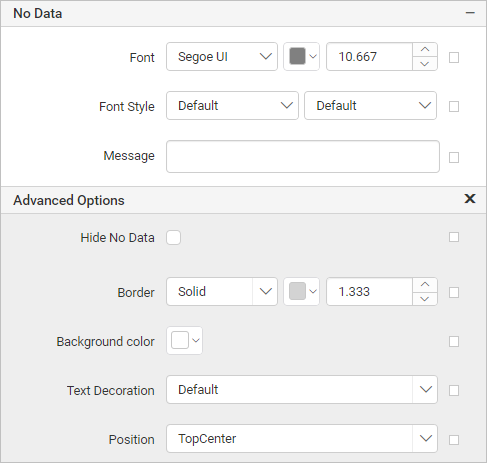 No Data
Font Segoe UI 10.667
Font Style Default Default
Message
Advanced Options
Hide No Data
Border Solid 1.333
Background color
Text Decoration Default
Position TopCenter